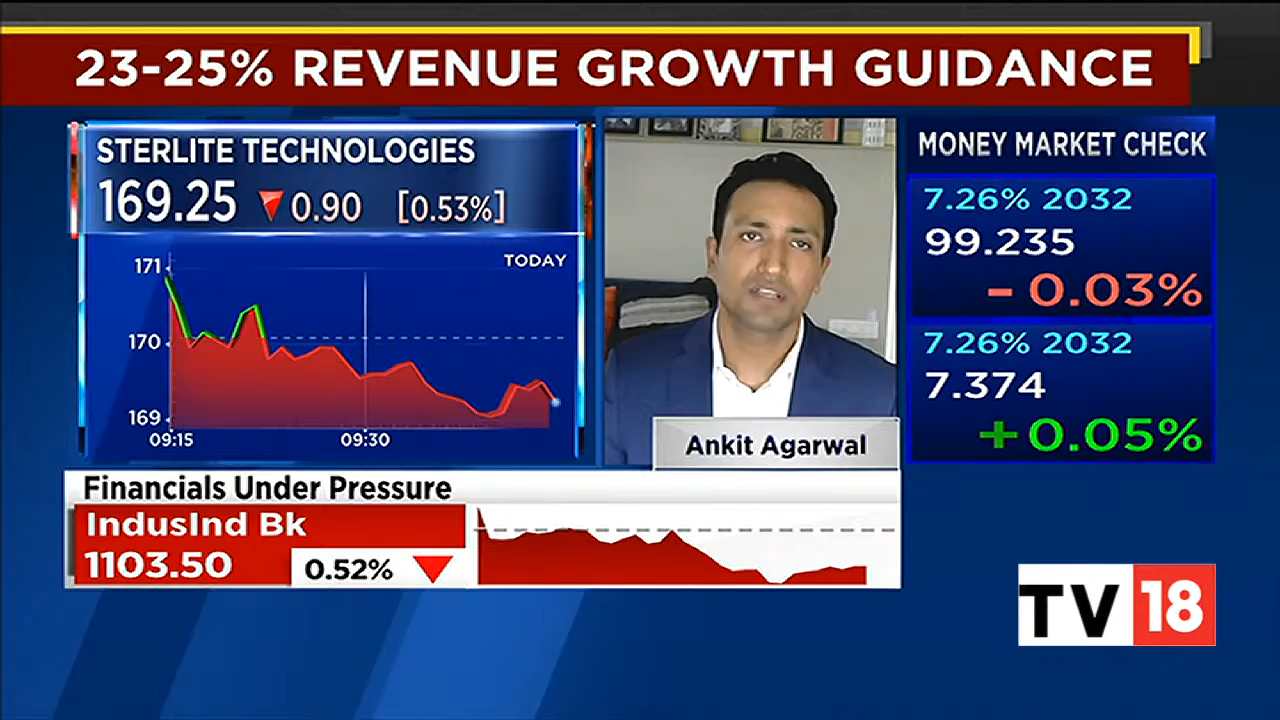 23-25% REVENUE GROWTH GUIDANCE
STERLITE TECHNOLOGIES
169.25 ▼ 0.90 [0.53%]
TODAY
171
170
169
09:15 09:30
Ankit Agarwal
MONEY MARKET CHECK
7.26% 2032
99.235
- 0.03%
7.26% 2032
7.374
+0.05%
Financials Under Pressure
IndusInd Bk
1103.50 0.52% ▼
TV18